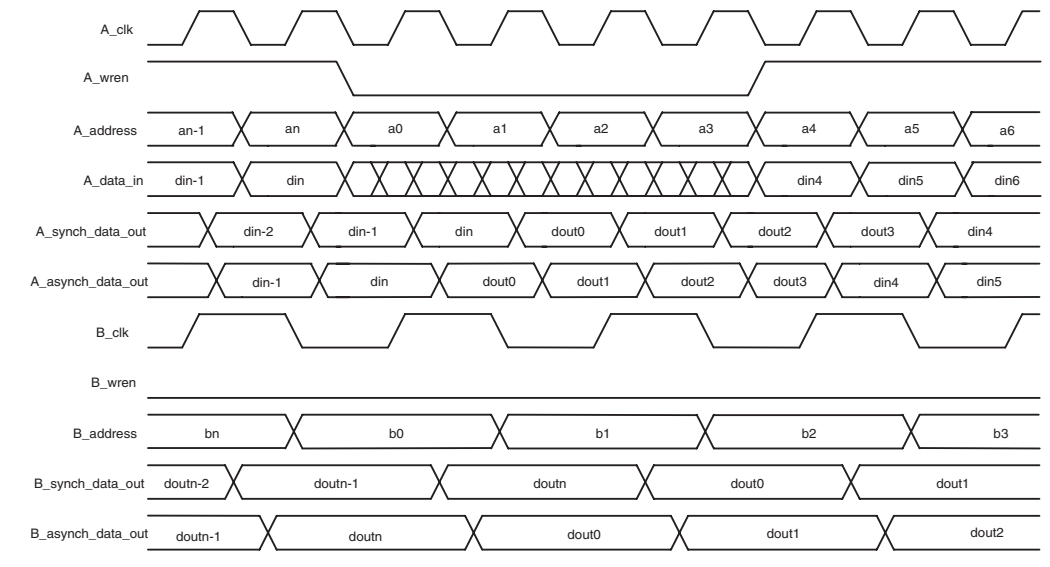 A_clk
A_wren
A_address an-1 an a0 a1 a2 a3 a4 a5 a6
A_data_in din-1 din din4 din5 din6
A_synch_data_out din-2 din-1 din dout0 dout1 dout2 dout3 din4
A_asynch_data_out din-1 din dout0 dout1 dout2 dout3 din4 din5
B_clk
B_wren
B_address bn b0 b1 b2 b3
B_synch_data_out doutn-2 doutn-1 doutn dout0 dout1
B_asynch_data_out doutn-1 doutn dout0 dout1 dout2